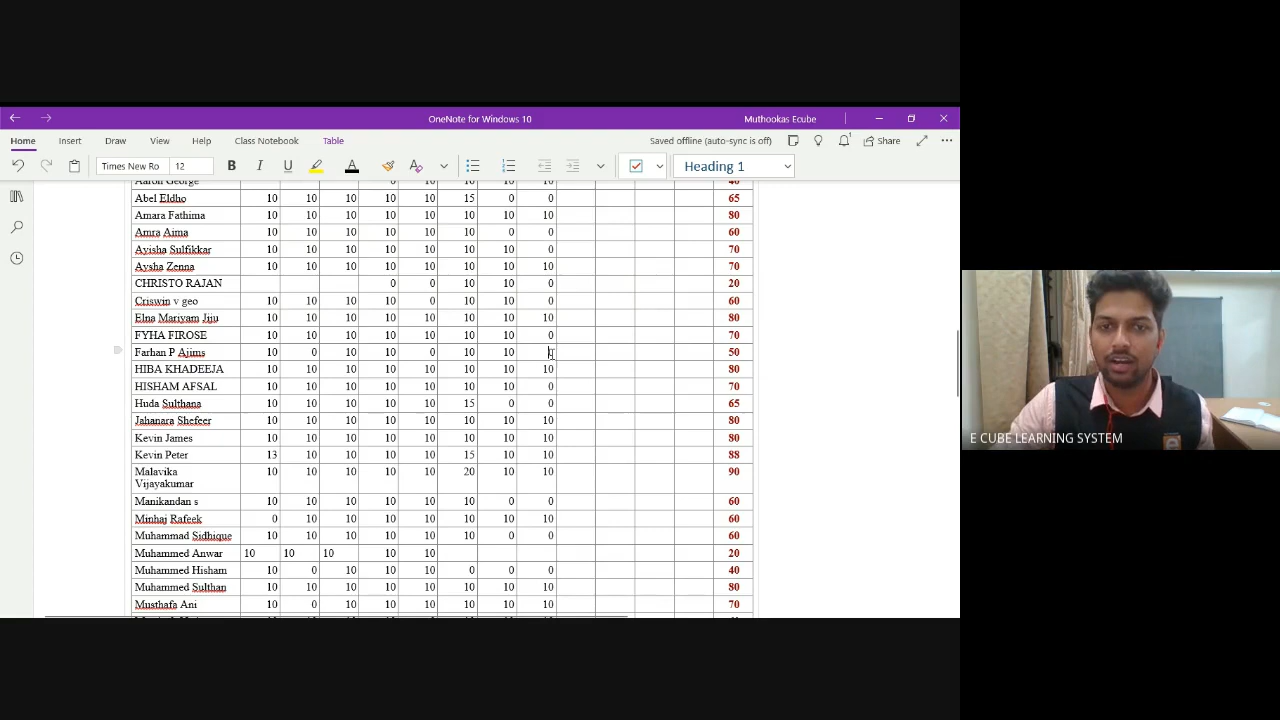 OneNote for Windows 10
Muthookas Ecube
Home Insert Draw View Help Class Notebook Table
Saved offline (auto-sync is off)
Share
Times New Ro 12 B I U A Heading 1
Aaron George 0 10 10 10 10 40
Abel Eldho 10 10 10 10 10 15 0 0 65
Amara Fathima 10 10 10 10 10 10 10 10 80
Amra Aima 10 10 10 10 10 10 0 0 60
Ayisha Sulfikkar 10 10 10 10 10 10 10 0 70
Aysha Zenna 10 10 10 10 10 10 10 10 70
CHRISTO RAJAN 0 0 10 10 0 20
Criswin v geo 10 10 10 10 0 10 10 0 60
Elna Mariyam Jiju 10 10 10 10 10 10 10 10 80
FYHA FIROSE 10 10 10 10 10 10 10 0 70
Farhan P Ajims 10 0 10 10 0 10 10 50
HIBA KHADEEJA 10 10 10 10 10 10 10 10 80
HISHAM AFSAL 10 10 10 10 10 10 10 0 70
Huda Sulthana 10 10 10 10 10 15 0 0 65
Jahanara Shefeer 10 10 10 10 10 10 10 10 80
Kevin James 10 10 10 10 10 10 10 10 80
Kevin Peter 13 10 10 10 10 15 10 10 88
Malavika 10 10 10 10 10 20 10 10 90
Vijayakumar
Manikandan s 10 10 10 10 10 10 0 0 60
Minhaj Rafeek 0 10 10 10 10 10 10 10 60
Muhammad Sidhique 10 10 10 10 10 10 0 0 60
Muhammed Anwar 10 10 10 10 10 20
Muhammed Hisham 10 0 10 10 10 0 0 0 40
Muhammed Sulthan 10 10 10 10 10 10 10 10 80
Musthafa Ani 10 0 10 10 10 10 10 10 70
E CUBE LEARNING SYSTEM